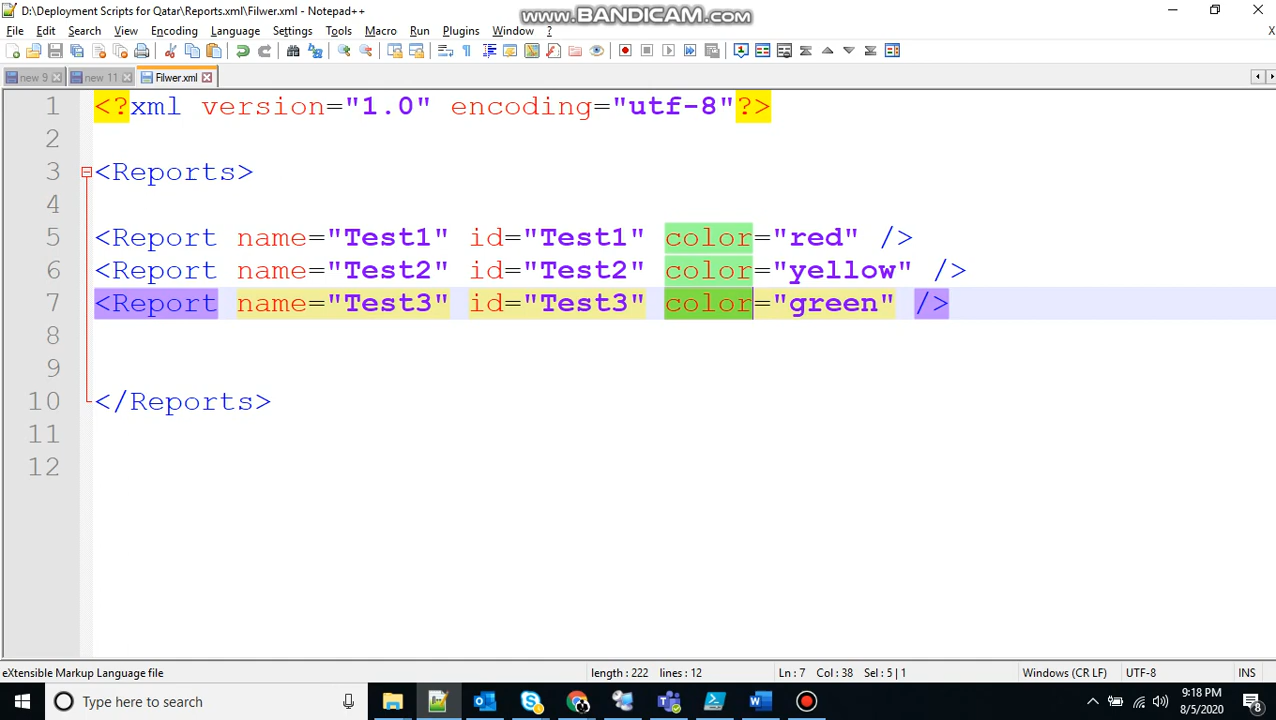 D:\Deployment Scripts for Qatar\Reports.xml\Filwer.xml - Notepad++
www.BANDICAM.com
File Edit Search View Encoding Language Settings Tools Macro Run Plugins Window ? X
new 9 new 11 Filwer.xml
1 <?xml version="1.0" encoding="utf-8"?>
2
3 <Reports>
4
5 <Report name="Test1" id="Test1" color="red" />
6 <Report name="Test2" id="Test2" color="yellow" />
7 <Report name="Test3" id="Test3" color="green" />
8
9
10 </Reports>
11
12
eXtensible Markup Language file length : 222 lines : 12 Ln : 7 Col : 38 Sel : 5 | 1 Windows (CR LF) UTF-8 INS
Type here to search
9:18 PM
8/5/2020
8